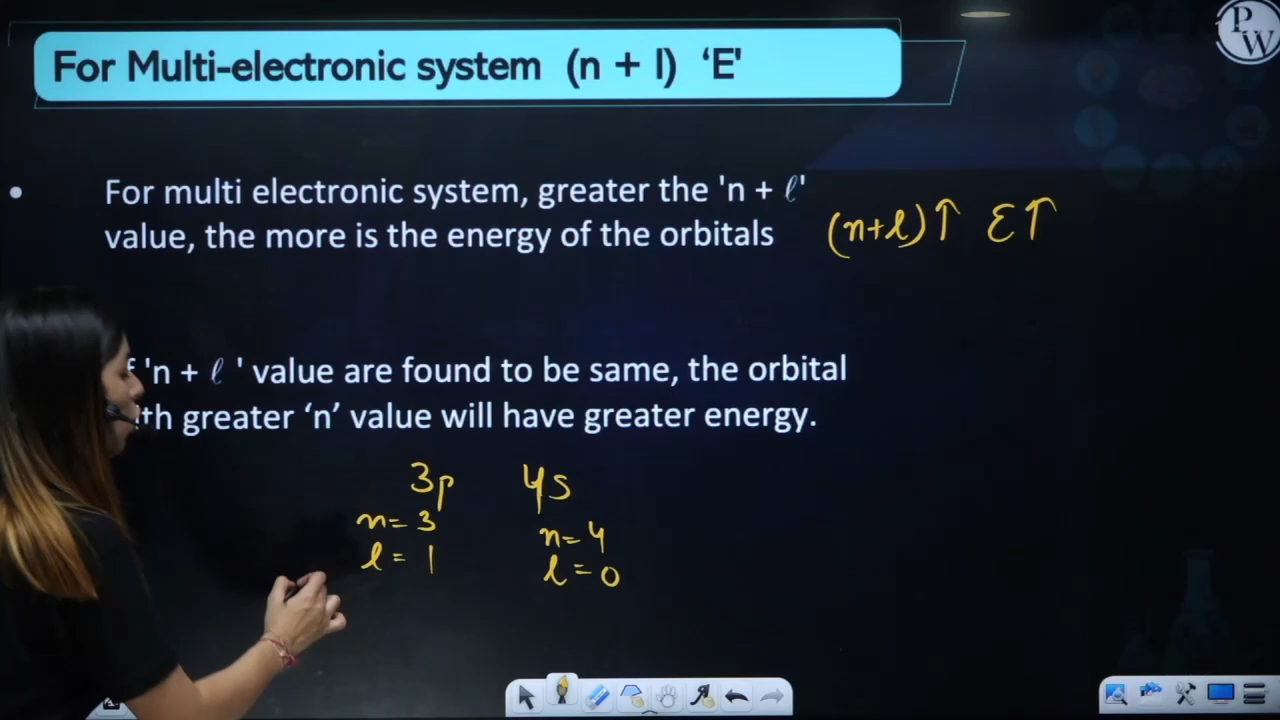 For Multi-electronic system (n + l) ‘E'
P
W
• For multi electronic system, greater the 'n + ℓ'
value, the more is the energy of the orbitals
(n+l)↑ E↑
'n + ℓ ' value are found to be same, the orbital
greater ‘n’ value will have greater energy.
3p 4s
n=3 n=4
l=1 l=0